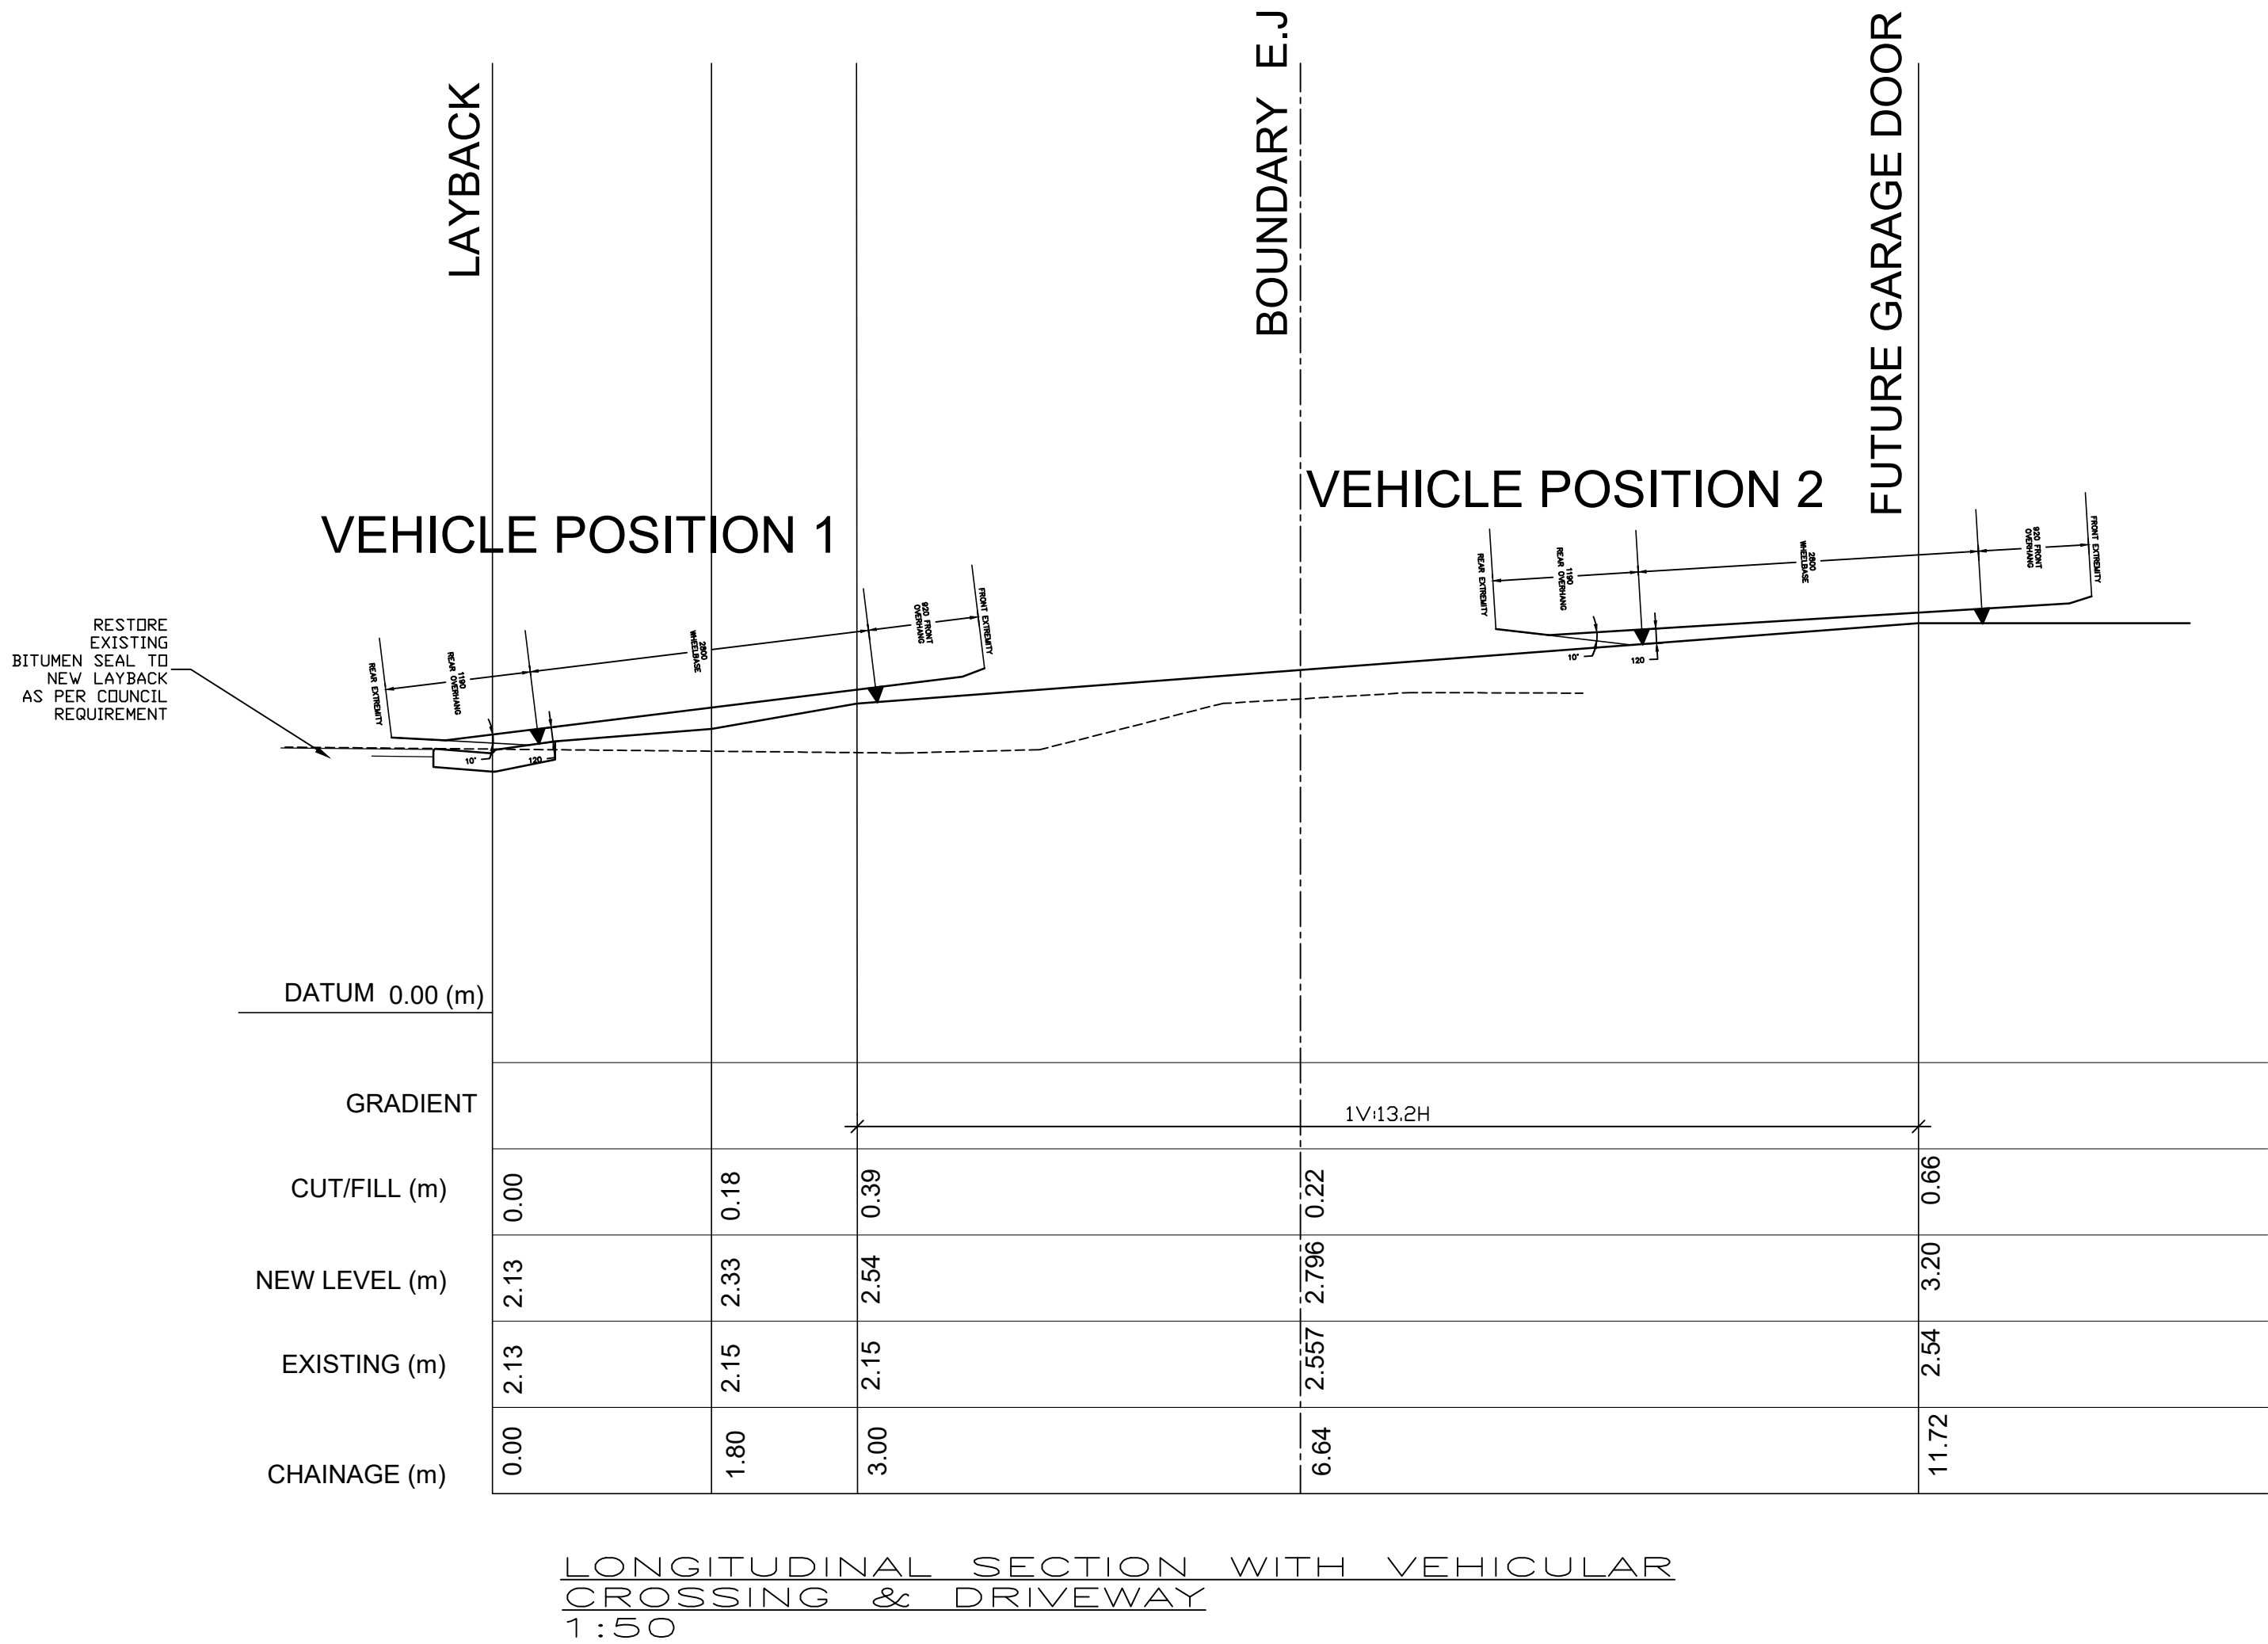 LAYBACK
BOUNDARY E.J
FUTURE GARAGE DOOR
VEHICLE POSITION 1
VEHICLE POSITION 2
REAR EXTREMITY
1190
REAR OVERHANG
2800
WHEELBASE
920 FRONT
OVERHANG
FRONT EXTREMITY
10°
120
REAR EXTREMITY
1190
REAR OVERHANG
2800
WHEELBASE
920 FRONT
OVERHANG
FRONT EXTREMITY
10°
120
RESTORE
EXISTING
BITUMEN SEAL TO
NEW LAYBACK
AS PER COUNCIL
REQUIREMENT
DATUM 0.00 (m)
GRADIENT
1V:13.2H
CUT/FILL (m) 0.00 0.18 0.39 0.22 0.66
NEW LEVEL (m) 2.13 2.33 2.54 2.796 3.20
EXISTING (m) 2.13 2.15 2.15 2.557 2.54
CHAINAGE (m) 0.00 1.80 3.00 6.64 11.72
LONGITUDINAL SECTION WITH VEHICULAR
CROSSING & DRIVEWAY
1:50